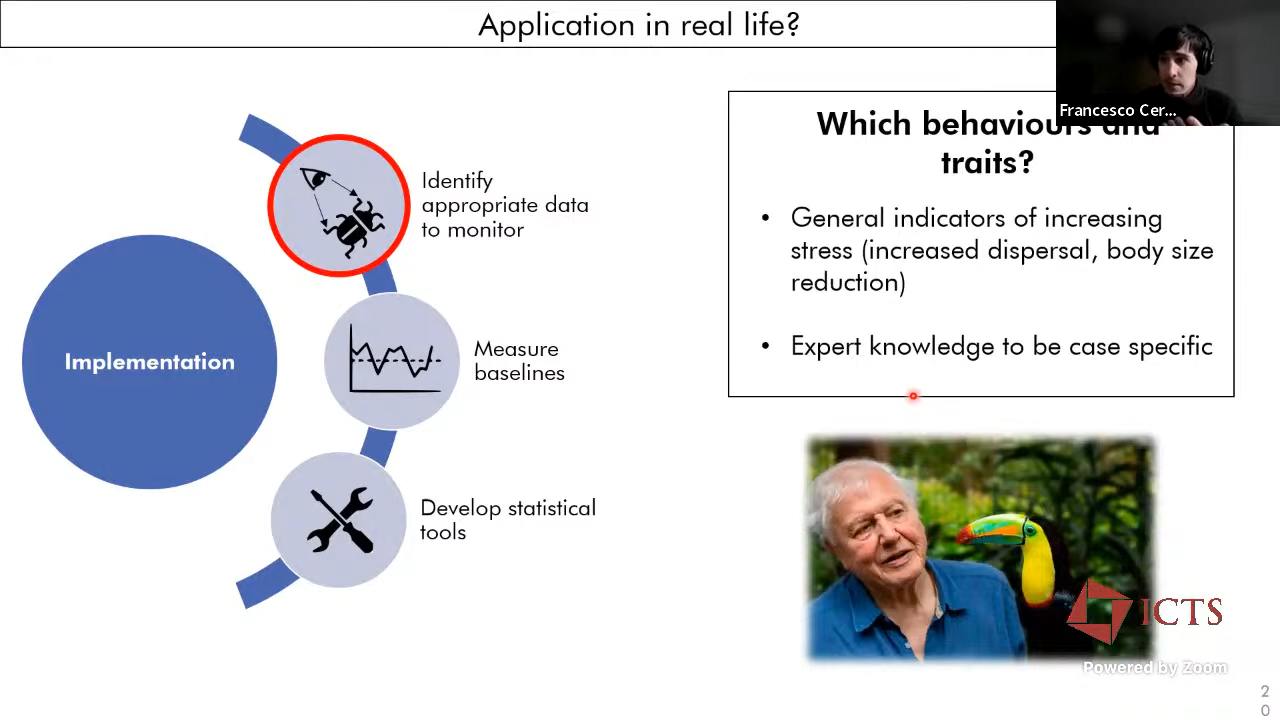 Application in real life?
Francesco Cer...
Which behaviours and
traits?
Identify
appropriate data
to monitor
• General indicators of increasing
stress (increased dispersal, body size
reduction)
• Expert knowledge to be case specific
Implementation
Measure
baselines
Develop statistical
tools
ICTS
Powered by Zoom
2
0